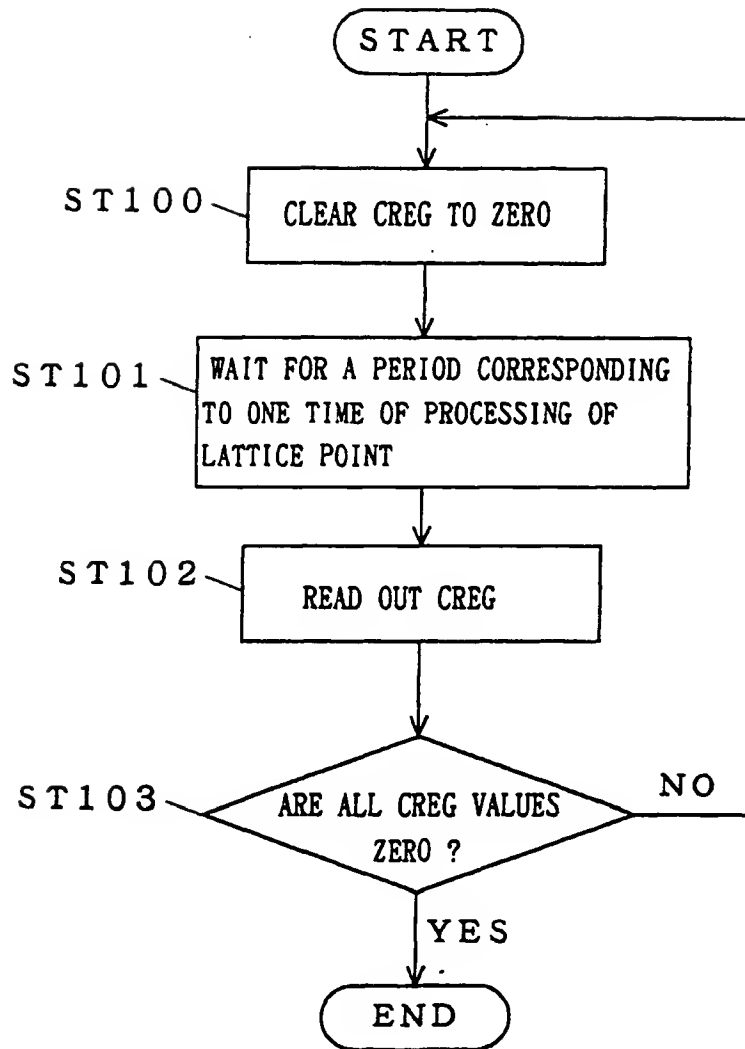 START
ST100
CLEAR CREG TO ZERO
ST101
WAIT FOR A PERIOD CORRESPONDING
TO ONE TIME OF PROCESSING OF
LATTICE POINT
ST102
READ OUT CREG
ST103
ARE ALL CREG VALUES
ZERO ?
NO
YES
END